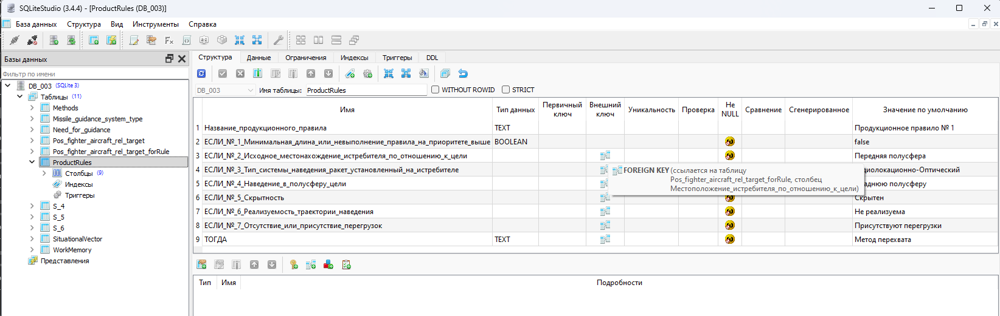 SQLiteStudio (3.4.4) - [ProductRules (DB_003)]
База данных Структура Вид Инструменты Справка
Базы данных
Фильтр по имени
DB_003 (SQLite 3)
Таблицы (11)
Methods
Missile_guidance_system_type
Need_for_guidance
Pos_fighter_aircraft_rel_target
Pos_fighter_aircraft_rel_target_forRule
ProductRules
Столбцы (9)
Индексы
Триггеры
S_4
S_5
S_6
SituationalVector
WorkMemory
Представления
Структура Данные Ограничения Индексы Триггеры DDL
DB_003 Имя таблицы: ProductRules WITHOUT ROWID STRICT
Имя Тип данных Первичный ключ Внешний ключ Уникальность Проверка Не NULL Сравнение Сгенерированное Значение по умолчанию
1 Название_продукционного_правила TEXT Продукционное правило № 1
2 ЕСЛИ_№_1_Минимальная_длина_или_невыполнение_правила_на_приоритете_выше BOOLEAN false
3 ЕСЛИ_№_2_Исходное_местонахождение_истребителя_по_отношению_к_цели Передняя полусфера
4 ЕСЛИ_№_3_Тип_системы_наведения_ракет_установленный_на_истребителе диолокационно-Оптический
5 ЕСЛИ_№_4_Наведение_в_полусферу_цели днюю полусферу
6 ЕСЛИ_№_5_Скрытность Скрытен
7 ЕСЛИ_№_6_Реализуемость_траектории_наведения Не реализуема
8 ЕСЛИ_№_7_Отсутствие_или_присутствие_перегрузок Присутствуют перегрузки
9 ТОГДА TEXT Метод перехвата
FOREIGN KEY (ссылается на таблицу
Pos_fighter_aircraft_rel_target_forRule, столбец
Местоположение_истребителя_по_отношению_к_цели)
Тип Имя Подробности